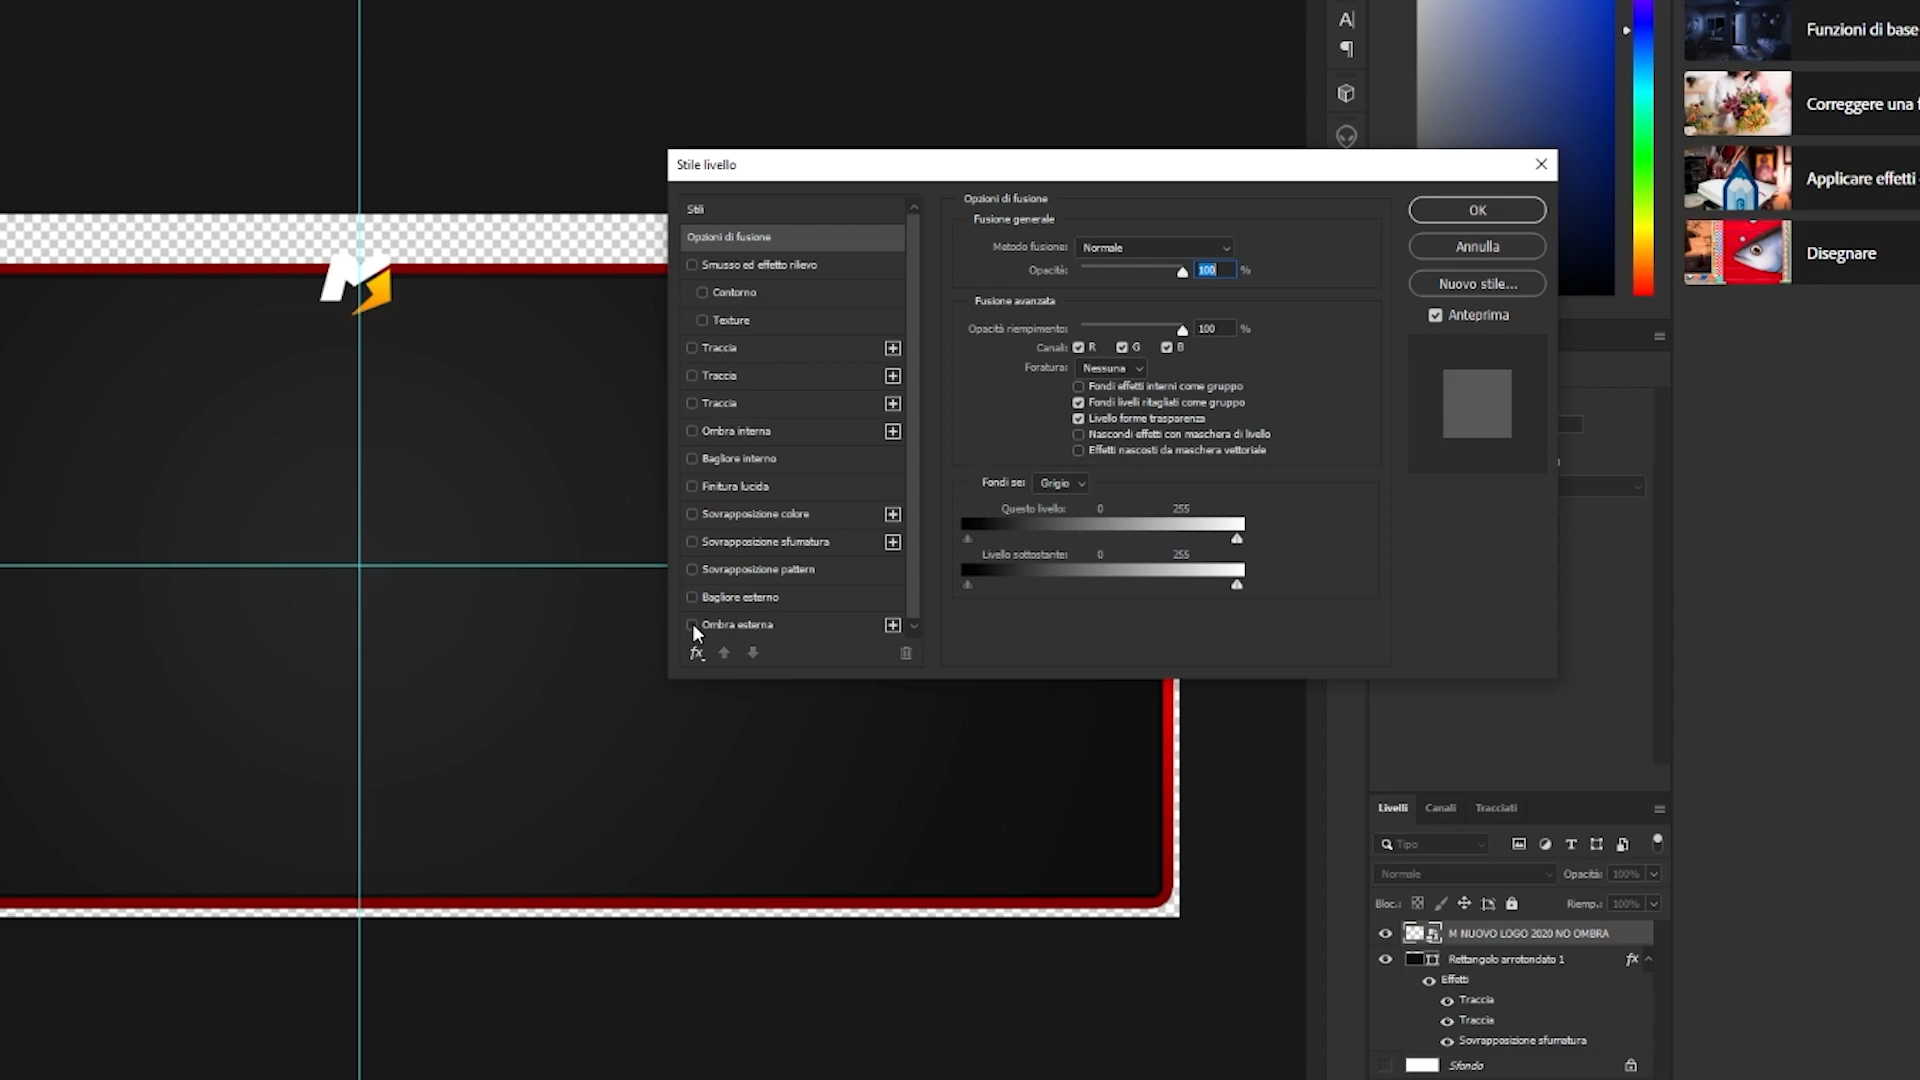 Funzioni di base
Correggere una f
Applicare effetti
Disegnare
Stile livello
Stili
Opzioni di fusione
Smusso ed effetto rilievo
Contorno
Texture
Traccia
Traccia
Traccia
Ombra interna
Bagliore interno
Finitura lucida
Sovrapposizione colore
Sovrapposizione sfumatura
Sovrapposizione pattern
Bagliore esterno
Ombra esterna
fx
Opzioni di fusione
Fusione generale
Metodo fusione: Normale
Opacità: 100 %
Fusione avanzata
Opacità riempimento: 100 %
Canali: R G B
Foratura: Nessuna
Fondi effetti interni come gruppo
Fondi livelli ritagliati come gruppo
Livello forme trasparenza
Nascondi effetti con maschera di livello
Effetti nascosti da maschera vettoriale
Fondi se: Grigio
Questo livello: 0 255
Livello sottostante: 0 255
OK
Annulla
Nuovo stile...
Anteprima
Livelli Canali Tracciati
Tipo
Normale Opacità: 100%
Bloc.: Riemp.: 100%
M NUOVO LOGO 2020 NO OMBRA
Rettangolo arrotondato 1 fx
Effetti
Traccia
Traccia
Sovrapposizione sfumatura
Sfondo